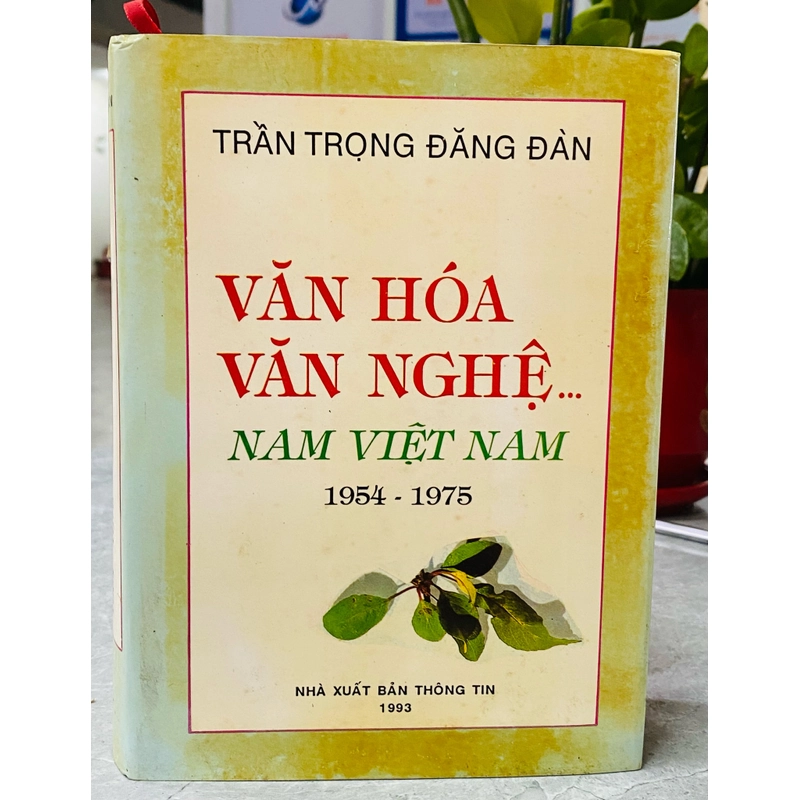 TRẦN TRỌNG ĐĂNG ĐÀN
VĂN HÓA
VĂN NGHỆ...
NAM VIỆT NAM
1954 - 1975
NHÀ XUẤT BẢN THÔNG TIN
1993